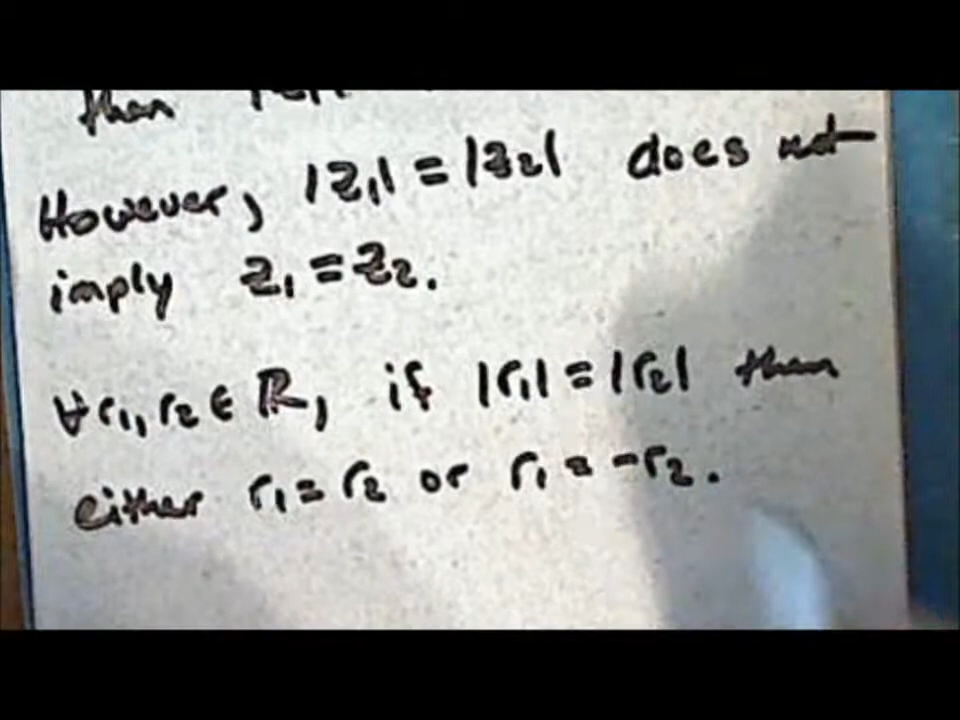 then
However, |z₁| = |z₂| does not
imply z₁ = z₂.
∀r₁, r₂ ∈ ℝ, if |r₁| = |r₂| then
either r₁ = r₂ or r₁ = -r₂.